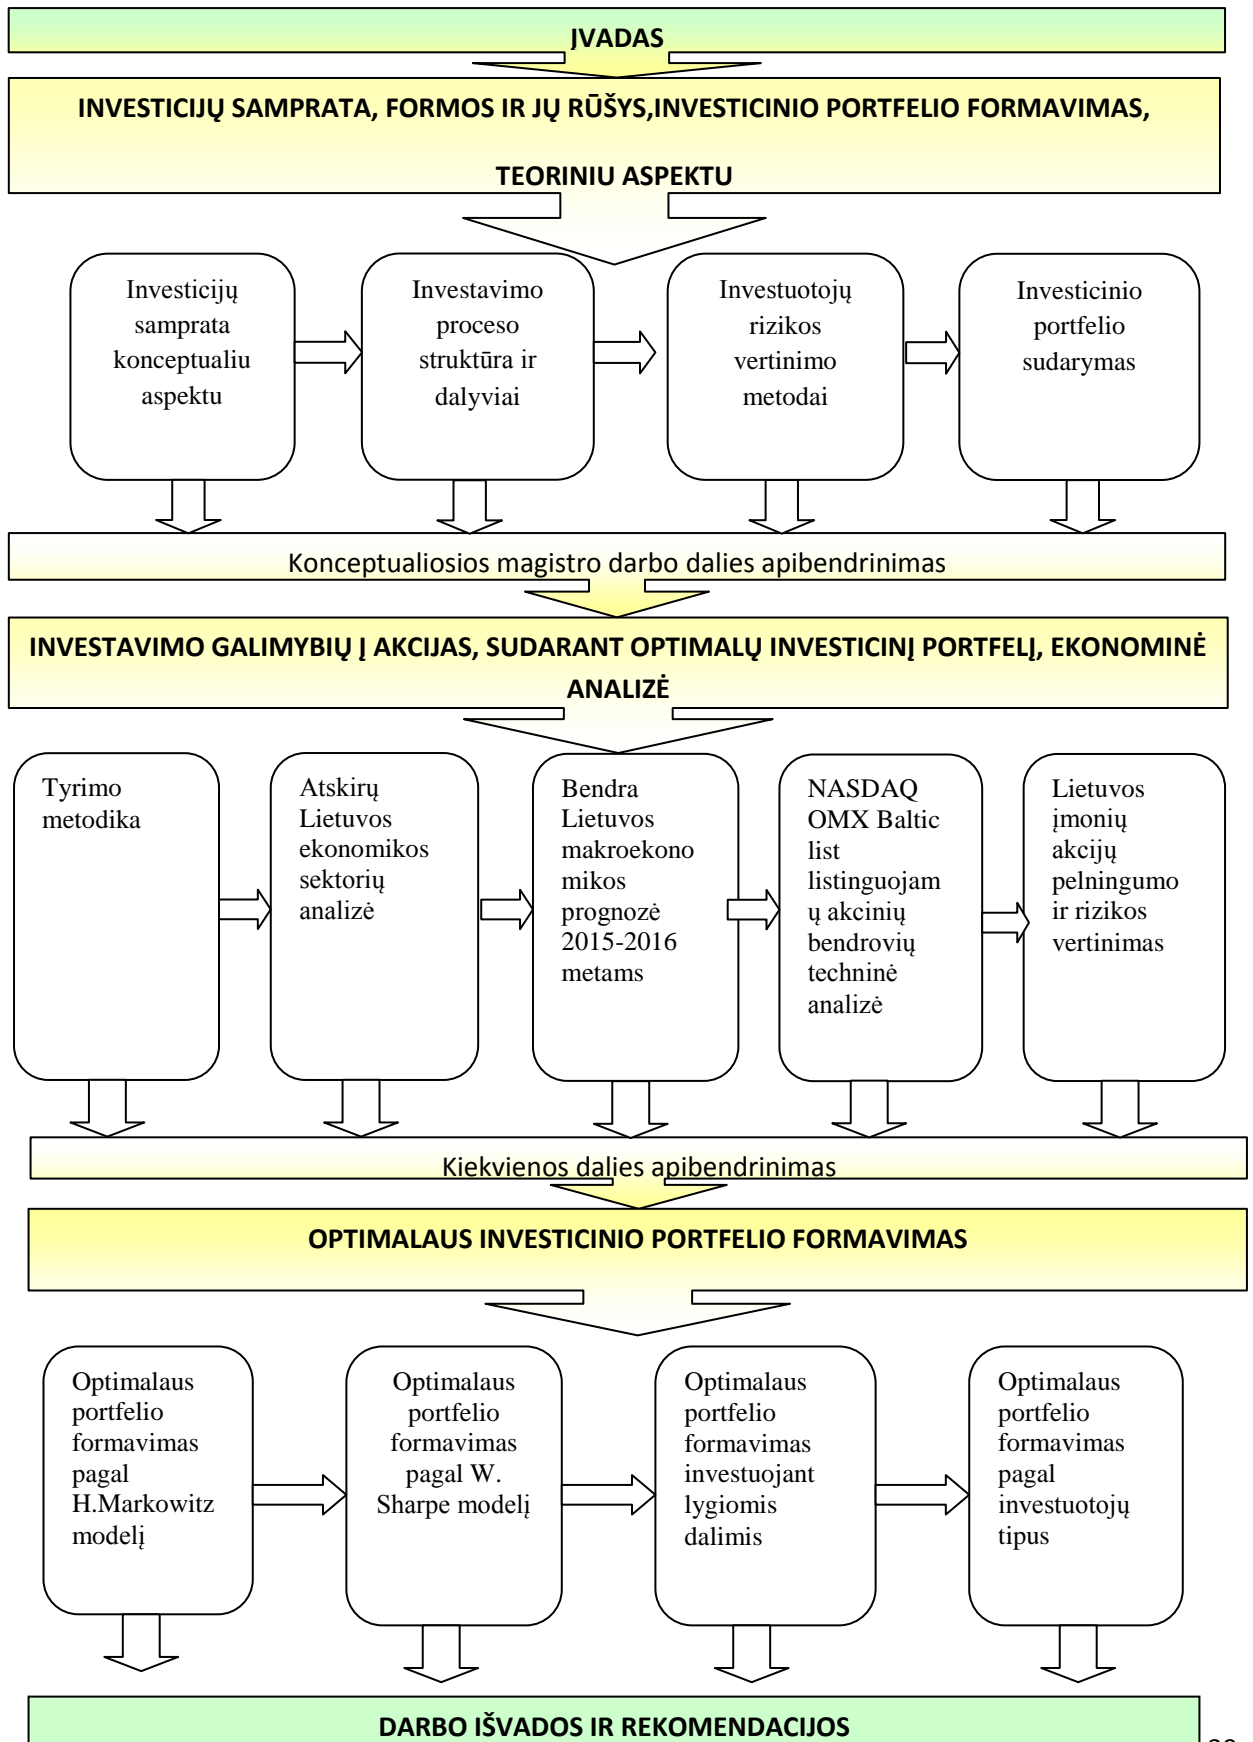 ĮVADAS
INVESTICIJŲ SAMPRATA, FORMOS IR JŲ RŪŠYS,INVESTICINIO PORTFELIO FORMAVIMAS,
TEORINIU ASPEKTU
Investicijų
samprata
konceptualiu
aspektu
Investavimo
proceso
struktūra ir
dalyviai
Investuotojų
rizikos
vertinimo
metodai
Investicinio
portfelio
sudarymas
Konceptualiosios magistro darbo dalies apibendrinimas
INVESTAVIMO GALIMYBIŲ Į AKCIJAS, SUDARANT OPTIMALŲ INVESTICINĮ PORTFELĮ, EKONOMINĖ
ANALIZĖ
Tyrimo
metodika
Atskirų
Lietuvos
ekonomikos
sektorių
analizė
Bendra
Lietuvos
makroekono
mikos
prognozė
2015-2016
metams
NASDAQ
OMX Baltic
list
listinguojam
ų akcinių
bendrovių
techninė
analizė
Lietuvos
įmonių
akcijų
pelningumo
ir rizikos
vertinimas
Kiekvienos dalies apibendrinimas
OPTIMALAUS INVESTICINIO PORTFELIO FORMAVIMAS
Optimalaus
portfelio
formavimas
pagal
H.Markowitz
modelį
Optimalaus
portfelio
formavimas
pagal W.
Sharpe modelį
Optimalaus
portfelio
formavimas
investuojant
lygiomis
dalimis
Optimalaus
portfelio
formavimas
pagal
investuotojų
tipus
DARBO IŠVADOS IR REKOMENDACIJOS